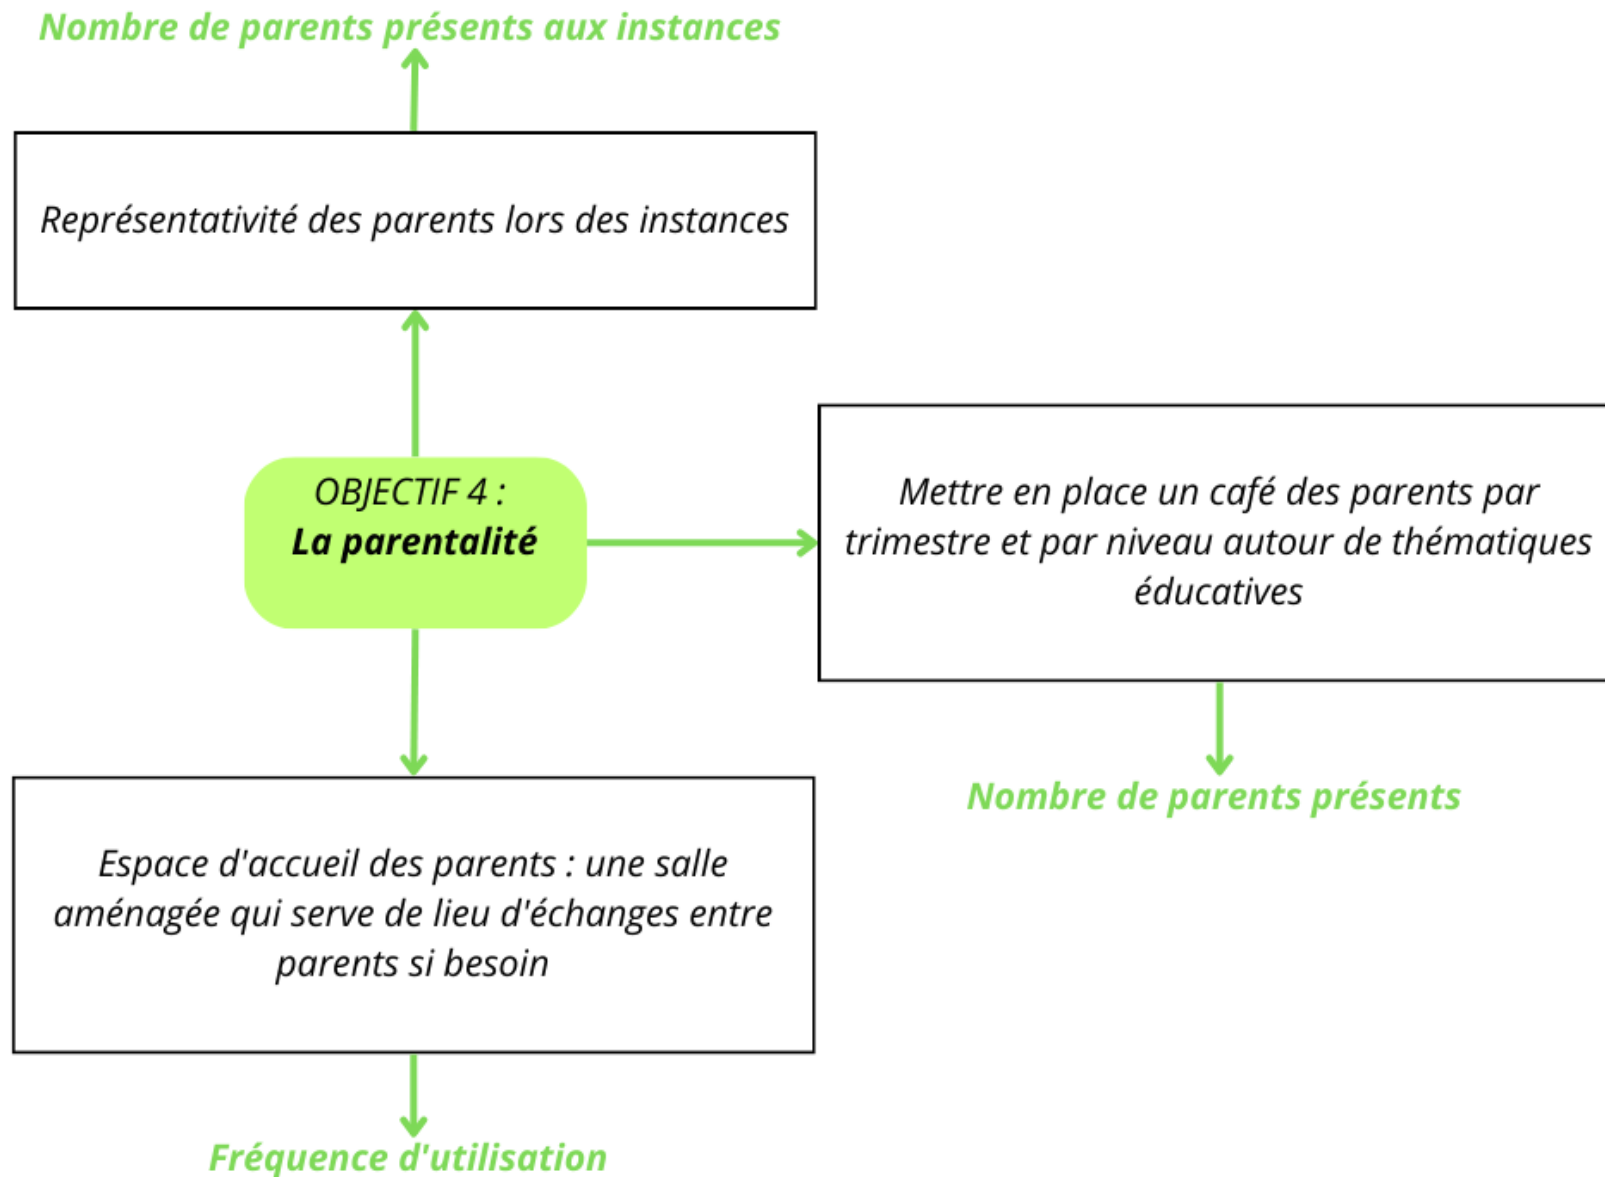 Nombre de parents présents aux instances
Représentativité des parents lors des instances
OBJECTIF 4 :
La parentalité
Mettre en place un café des parents par
trimestre et par niveau autour de thématiques
éducatives
Nombre de parents présents
Espace d'accueil des parents : une salle
aménagée qui serve de lieu d'échanges entre
parents si besoin
Fréquence d'utilisation